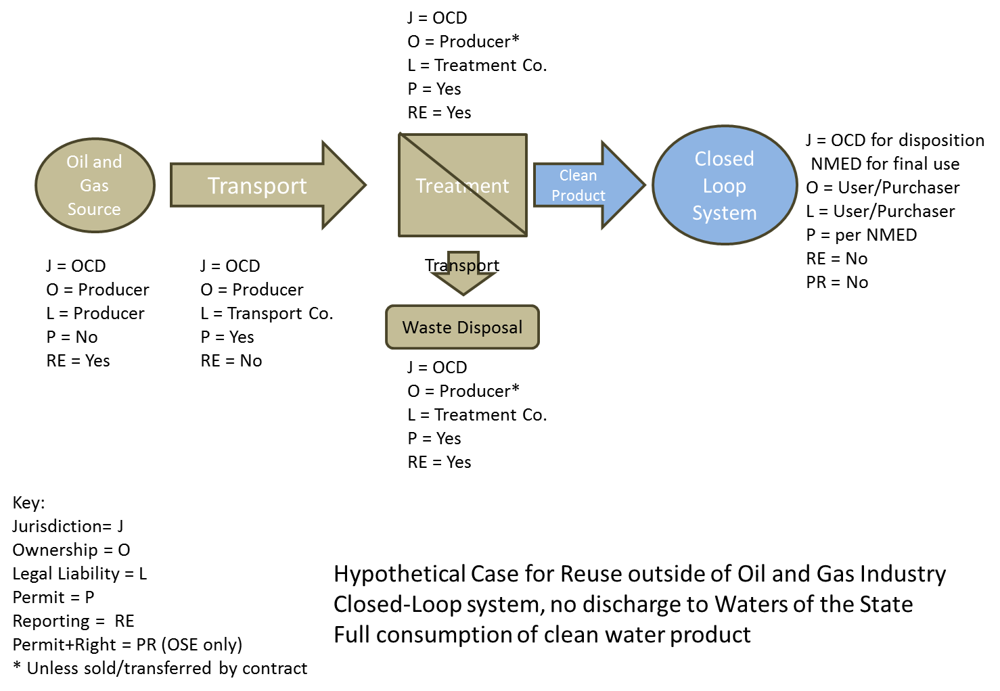 J = OCD
O = Producer*
L = Treatment Co.
P = Yes
RE = Yes
Oil and
Gas
Source
Transport
Treatment
Clean
Product
Closed
Loop
System
J = OCD for disposition
NMED for final use
O = User/Purchaser
L = User/Purchaser
P = per NMED
RE = No
PR = No
J = OCD
O = Producer
L = Producer
P = No
RE = Yes
J = OCD
O = Producer
L = Transport Co.
P = Yes
RE = No
Transport
Waste Disposal
J = OCD
O = Producer*
L = Treatment Co.
P = Yes
RE = Yes
Key:
Jurisdiction= J
Ownership = O
Legal Liability = L
Permit = P
Reporting = RE
Permit+Right = PR (OSE only)
* Unless sold/transferred by contract
Hypothetical Case for Reuse outside of Oil and Gas Industry
Closed-Loop system, no discharge to Waters of the State
Full consumption of clean water product